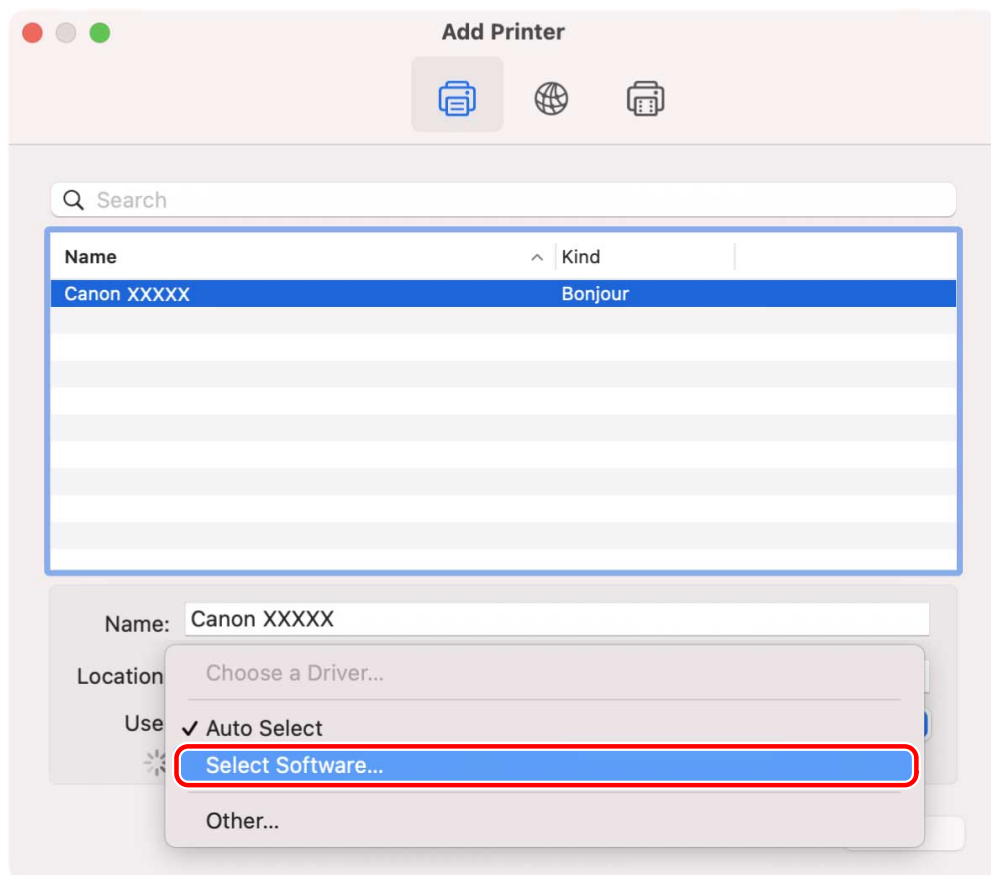 Add Printer
Search
Name Kind
Canon XXXXX Bonjour
Name: Canon XXXXX
Location
Choose a Driver...
Use
✓ Auto Select
Select Software...
Other...